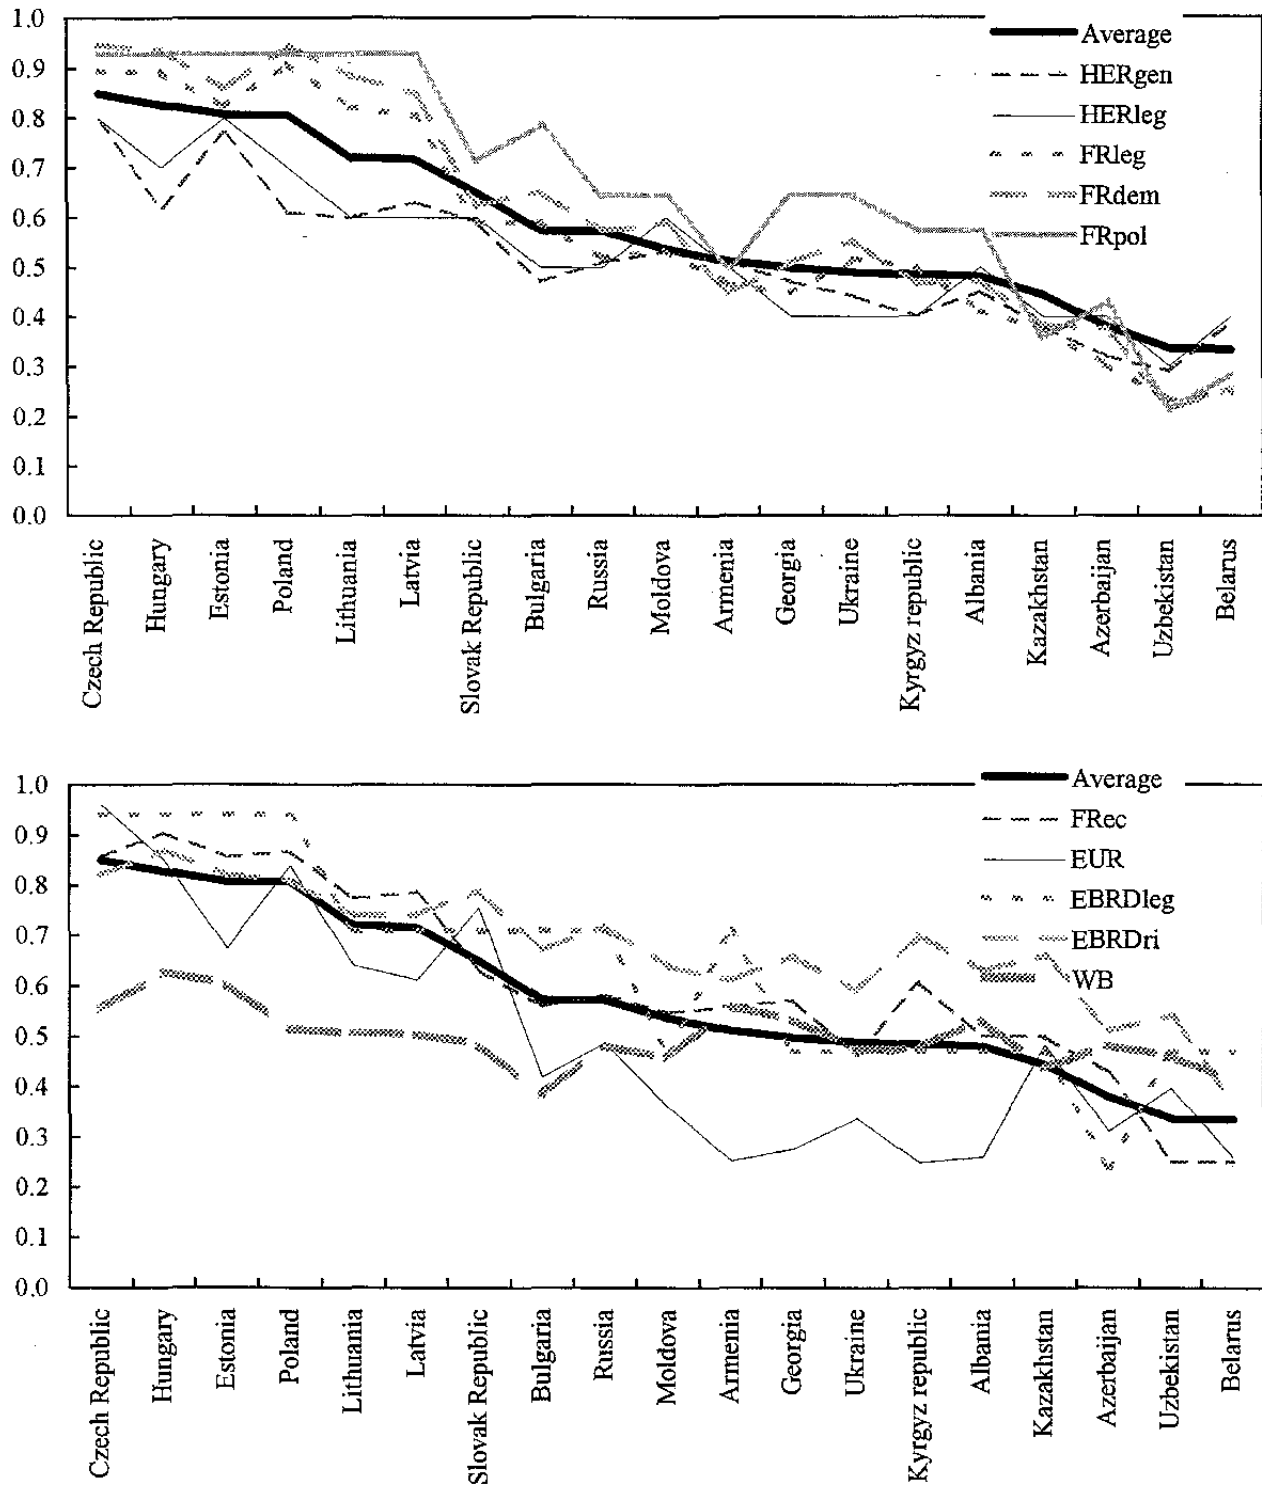 1.0
0.9
0.8
0.7
0.6
0.5
0.4
0.3
0.2
0.1
0.0
Average
HERgen
HERleg
FRleg
FRdem
FRpol
Czech Republic
Hungary
Estonia
Poland
Lithuania
Latvia
Slovak Republic
Bulgaria
Russia
Moldova
Armenia
Georgia
Ukraine
Kyrgyz republic
Albania
Kazakhstan
Azerbaijan
Uzbekistan
Belarus
1.0
0.9
0.8
0.7
0.6
0.5
0.4
0.3
0.2
0.1
0.0
Average
FRec
EUR
EBRDleg
EBRDri
WB
Czech Republic
Hungary
Estonia
Poland
Lithuania
Latvia
Slovak Republic
Bulgaria
Russia
Moldova
Armenia
Georgia
Ukraine
Kyrgyz republic
Albania
Kazakhstan
Azerbaijan
Uzbekistan
Belarus